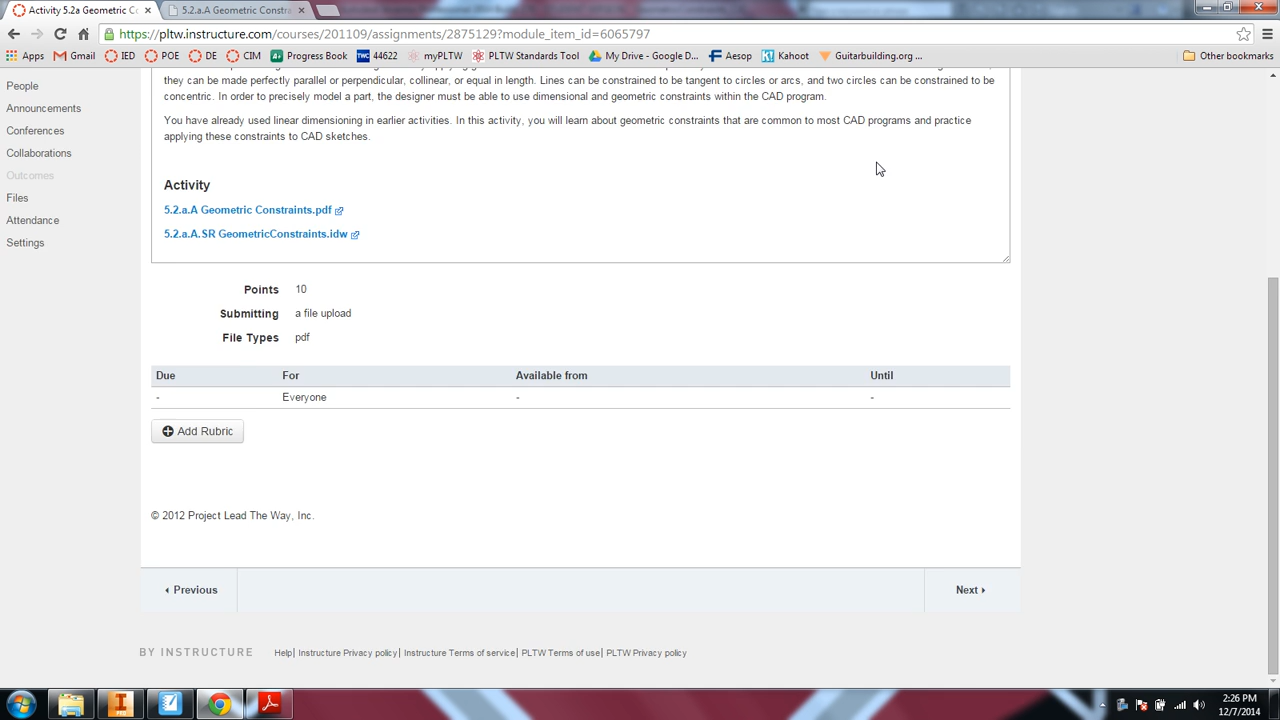 Activity 5.2a Geometric Cc
5.2.a.A Geometric Constra
https://pltw.instructure.com/courses/201109/assignments/2875129?module_item_id=6065797
Apps
Gmail
IED
POE
DE
CIM
Progress Book
TWC
44622
myPLTW
PLTW Standards Tool
My Drive - Google D...
Aesop
Kahoot
Guitarbuilding.org ...
Other bookmarks
People
Announcements
Conferences
Collaborations
Outcomes
Files
Attendance
Settings
they can be made perfectly parallel or perpendicular, collinear, or equal in length. Lines can be constrained to be tangent to circles or arcs, and two circles can be constrained to be
concentric. In order to precisely model a part, the designer must be able to use dimensional and geometric constraints within the CAD program.
You have already used linear dimensioning in earlier activities. In this activity, you will learn about geometric constraints that are common to most CAD programs and practice
applying these constraints to CAD sketches.
Activity
5.2.a.A Geometric Constraints.pdf
5.2.a.A.SR GeometricConstraints.idw
Points 10
Submitting a file upload
File Types pdf
Due For Available from Until
- Everyone - -
Add Rubric
© 2012 Project Lead The Way, Inc.
Previous
Next
BY INSTRUCTURE
Help| Instructure Privacy policy| Instructure Terms of service| PLTW Terms of use| PLTW Privacy policy
2:26 PM
12/7/2014